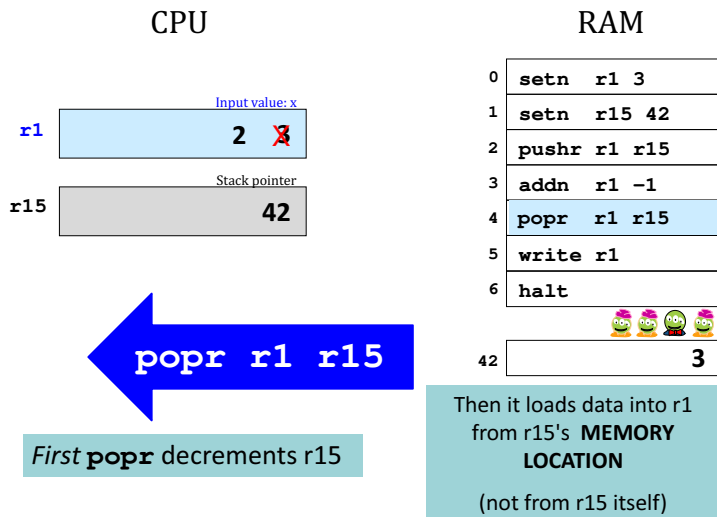 CPU
RAM
Input value: x
r1
2 3
Stack pointer
r15
42
0 setn r1 3
1 setn r15 42
2 pushr r1 r15
3 addn r1 -1
4 popr r1 r15
5 write r1
6 halt
42 3
popr r1 r15
First popr decrements r15
Then it loads data into r1
from r15's MEMORY
LOCATION
(not from r15 itself)